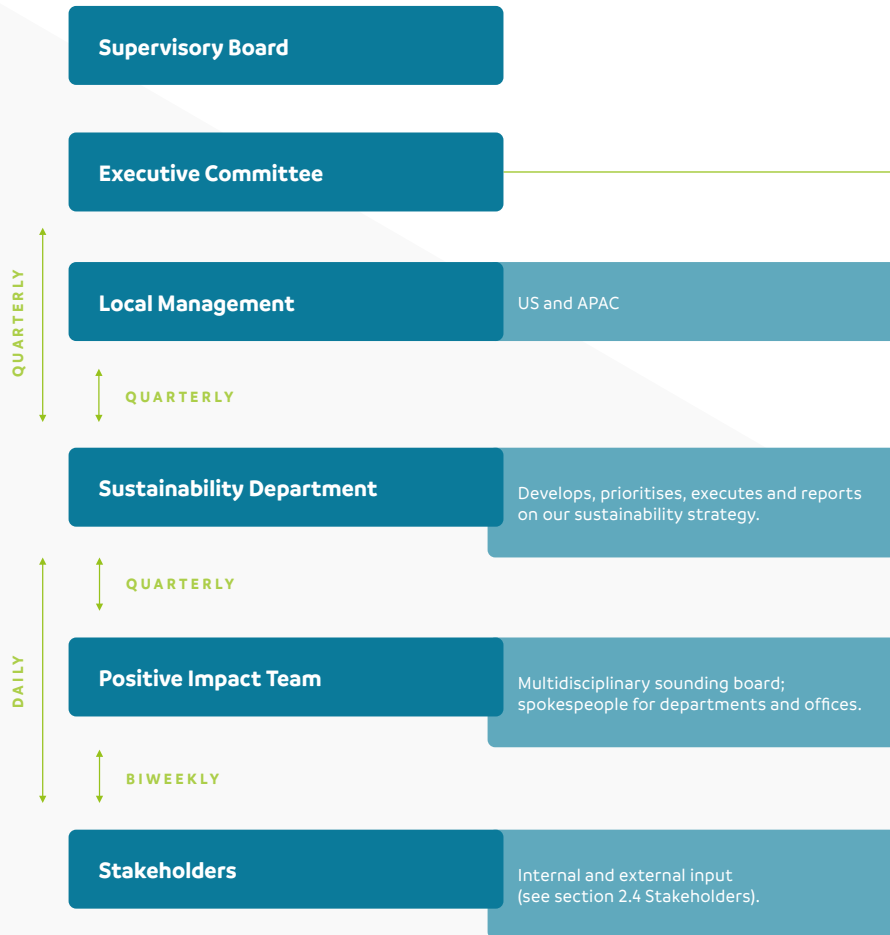 Supervisory Board
Executive Committee
QUARTERLY
Local Management
US and APAC
QUARTERLY
Sustainability Department
Develops, prioritises, executes and reports
on our sustainability strategy.
DAILY
QUARTERLY
Positive Impact Team
Multidisciplinary sounding board;
spokespeople for departments and offices.
BIWEEKLY
Stakeholders
Internal and external input
(see section 2.4 Stakeholders).